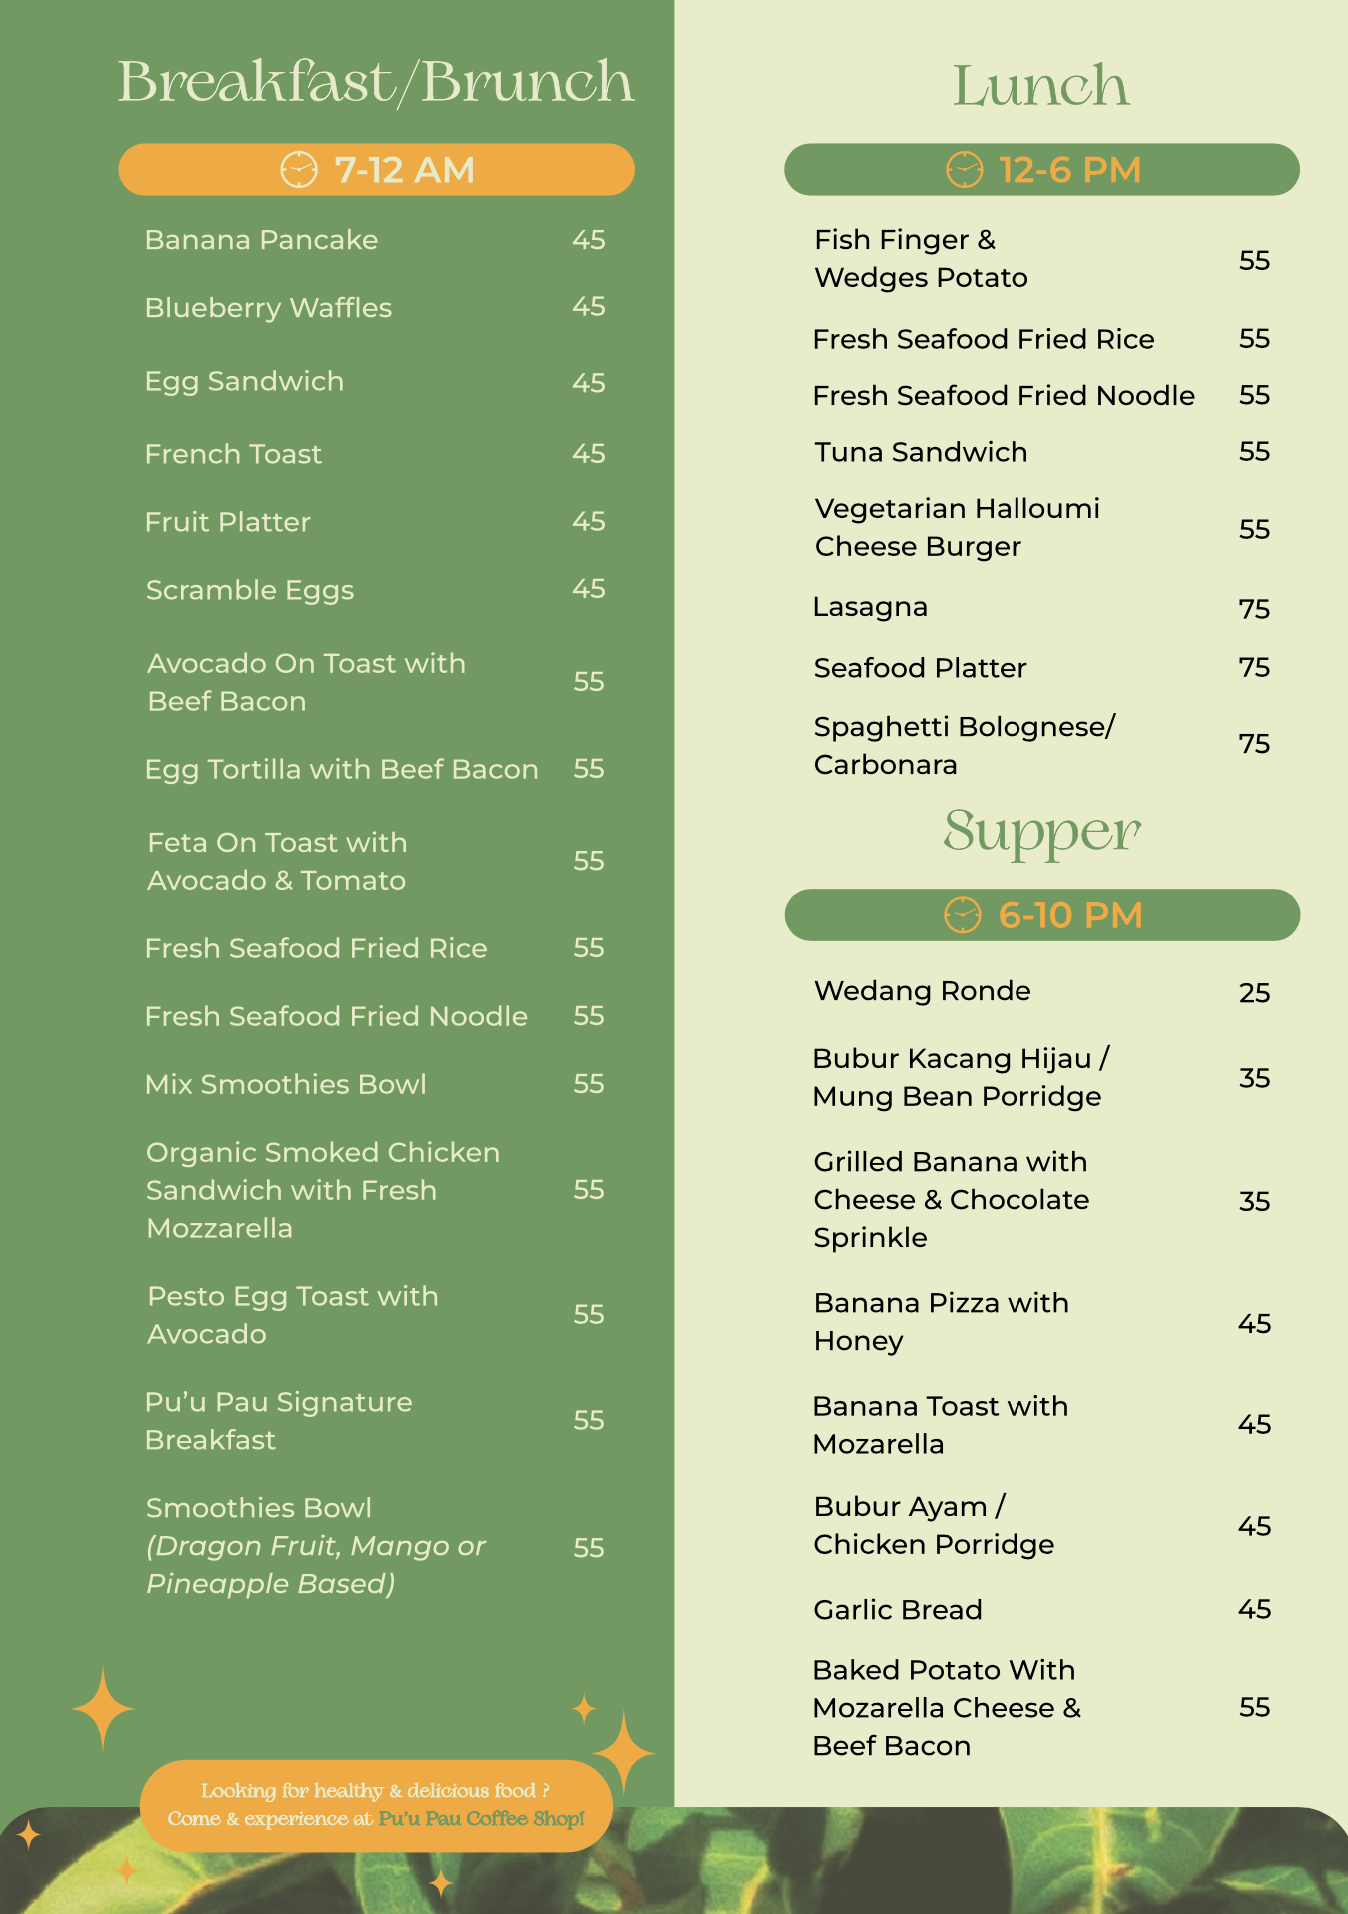 Breakfast/Brunch
7-12 AM
Banana Pancake 45
Blueberry Waffles 45
Egg Sandwich 45
French Toast 45
Fruit Platter 45
Scramble Eggs 45
Avocado On Toast with
Beef Bacon 55
Egg Tortilla with Beef Bacon 55
Feta On Toast with
Avocado & Tomato 55
Fresh Seafood Fried Rice 55
Fresh Seafood Fried Noodle 55
Mix Smoothies Bowl 55
Organic Smoked Chicken
Sandwich with Fresh 55
Mozzarella
Pesto Egg Toast with
Avocado 55
Pu’u Pau Signature
Breakfast 55
Smoothies Bowl
(Dragon Fruit, Mango or 55
Pineapple Based)
Looking for healthy & delicious food ?
Come & experience at Pu'u Pau Coffee Shop!
Lunch
12-6 PM
Fish Finger &
Wedges Potato 55
Fresh Seafood Fried Rice 55
Fresh Seafood Fried Noodle 55
Tuna Sandwich 55
Vegetarian Halloumi
Cheese Burger 55
Lasagna 75
Seafood Platter 75
Spaghetti Bolognese/
Carbonara 75
Supper
6-10 PM
Wedang Ronde 25
Bubur Kacang Hijau /
Mung Bean Porridge 35
Grilled Banana with
Cheese & Chocolate 35
Sprinkle
Banana Pizza with
Honey 45
Banana Toast with
Mozarella 45
Bubur Ayam /
Chicken Porridge 45
Garlic Bread 45
Baked Potato With
Mozarella Cheese & 55
Beef Bacon